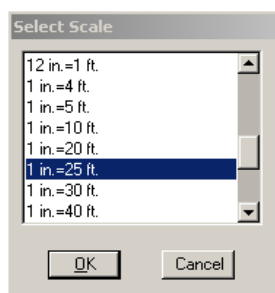 Select Scale
12 in.=1 ft.
1 in.=4 ft.
1 in.=5 ft.
1 in.=10 ft.
1 in.=20 ft.
1 in.=25 ft.
1 in.=30 ft.
1 in.=40 ft.
OK Cancel